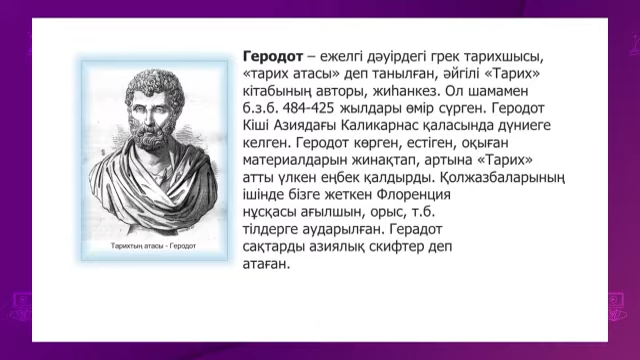 Геродот – ежелгі дәуірдегі грек тарихшысы,
«тарих атасы» деп танылған, әйгілі «Тарих»
кітабының авторы, жиһанкез. Ол шамамен
б.з.б. 484-425 жылдары өмір сүрген. Геродот
Кіші Азиядағы Каликарнас қаласында дүниеге
келген. Геродот көрген, естіген, оқыған
материалдарын жинақтап, артына «Тарих»
атты үлкен еңбек қалдырды. Қолжазбаларының
ішінде бізге жеткен Флоренция
нұсқасы ағылшын, орыс, т.б.
тілдерге аударылған. Герадот
сақтарды азиялық скифтер деп
атаған.
Тарихтың атасы - Геродот